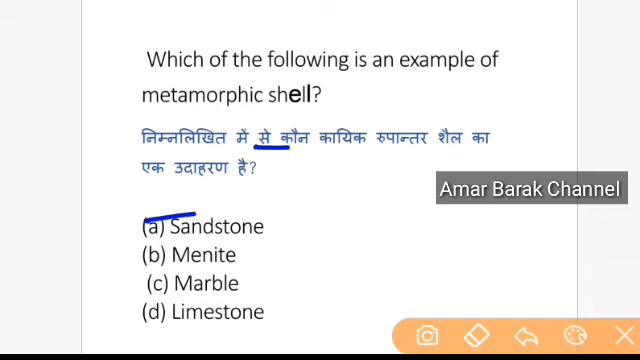 Which of the following is an example of
metamorphic shell?
निम्नलिखित में से कौन कायिक रुपान्तर शैल का
एक उदाहरण है?
Amar Barak Channel
(a) Sandstone
(b) Menite
(c) Marble
(d) Limestone